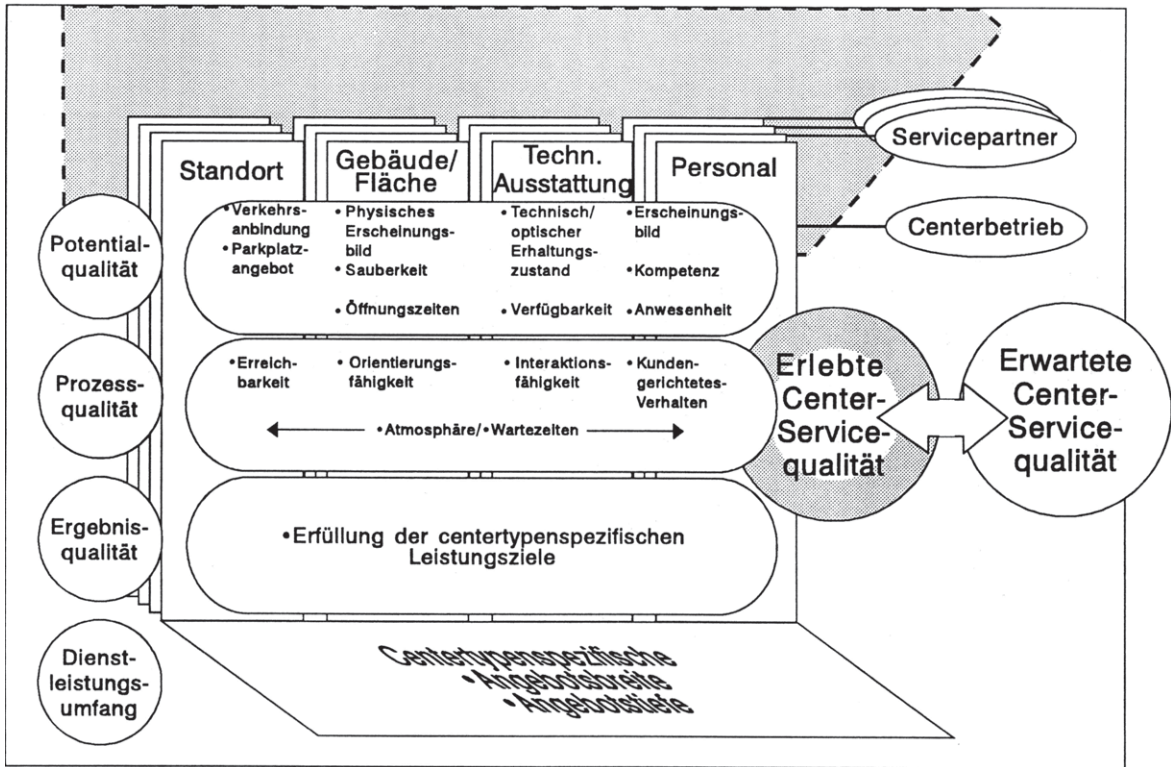 Servicepartner
Centerbetrieb
Standort
Gebäude/
Fläche
Techn.
Ausstattung
Personal
Potential-
qualität
•Verkehrs-
anbindung
•Parkplatz-
angebot
•Physisches
Erscheinungs-
bild
•Sauberkeit
•Öffnungszeiten
•Technisch/
optischer
Erhaltungs-
zustand
•Verfügbarkeit
•Erscheinungs-
bild
•Kompetenz
•Anwesenheit
Prozess-
qualität
•Erreich-
barkeit
•Orientierungs-
fähigkeit
•Interaktions-
fähigkeit
•Kunden-
gerichtetes-
Verhalten
•Atmosphäre/•Wartezeiten
Erlebte
Center-
Service-
qualität
Erwartete
Center-
Service-
qualität
Ergebnis-
qualität
•Erfüllung der centertypenspezifischen
Leistungsziele
Dienst-
leistungs-
umfang
Centertypenspezifische
•Angebotsbreite
•Angebotstiefe